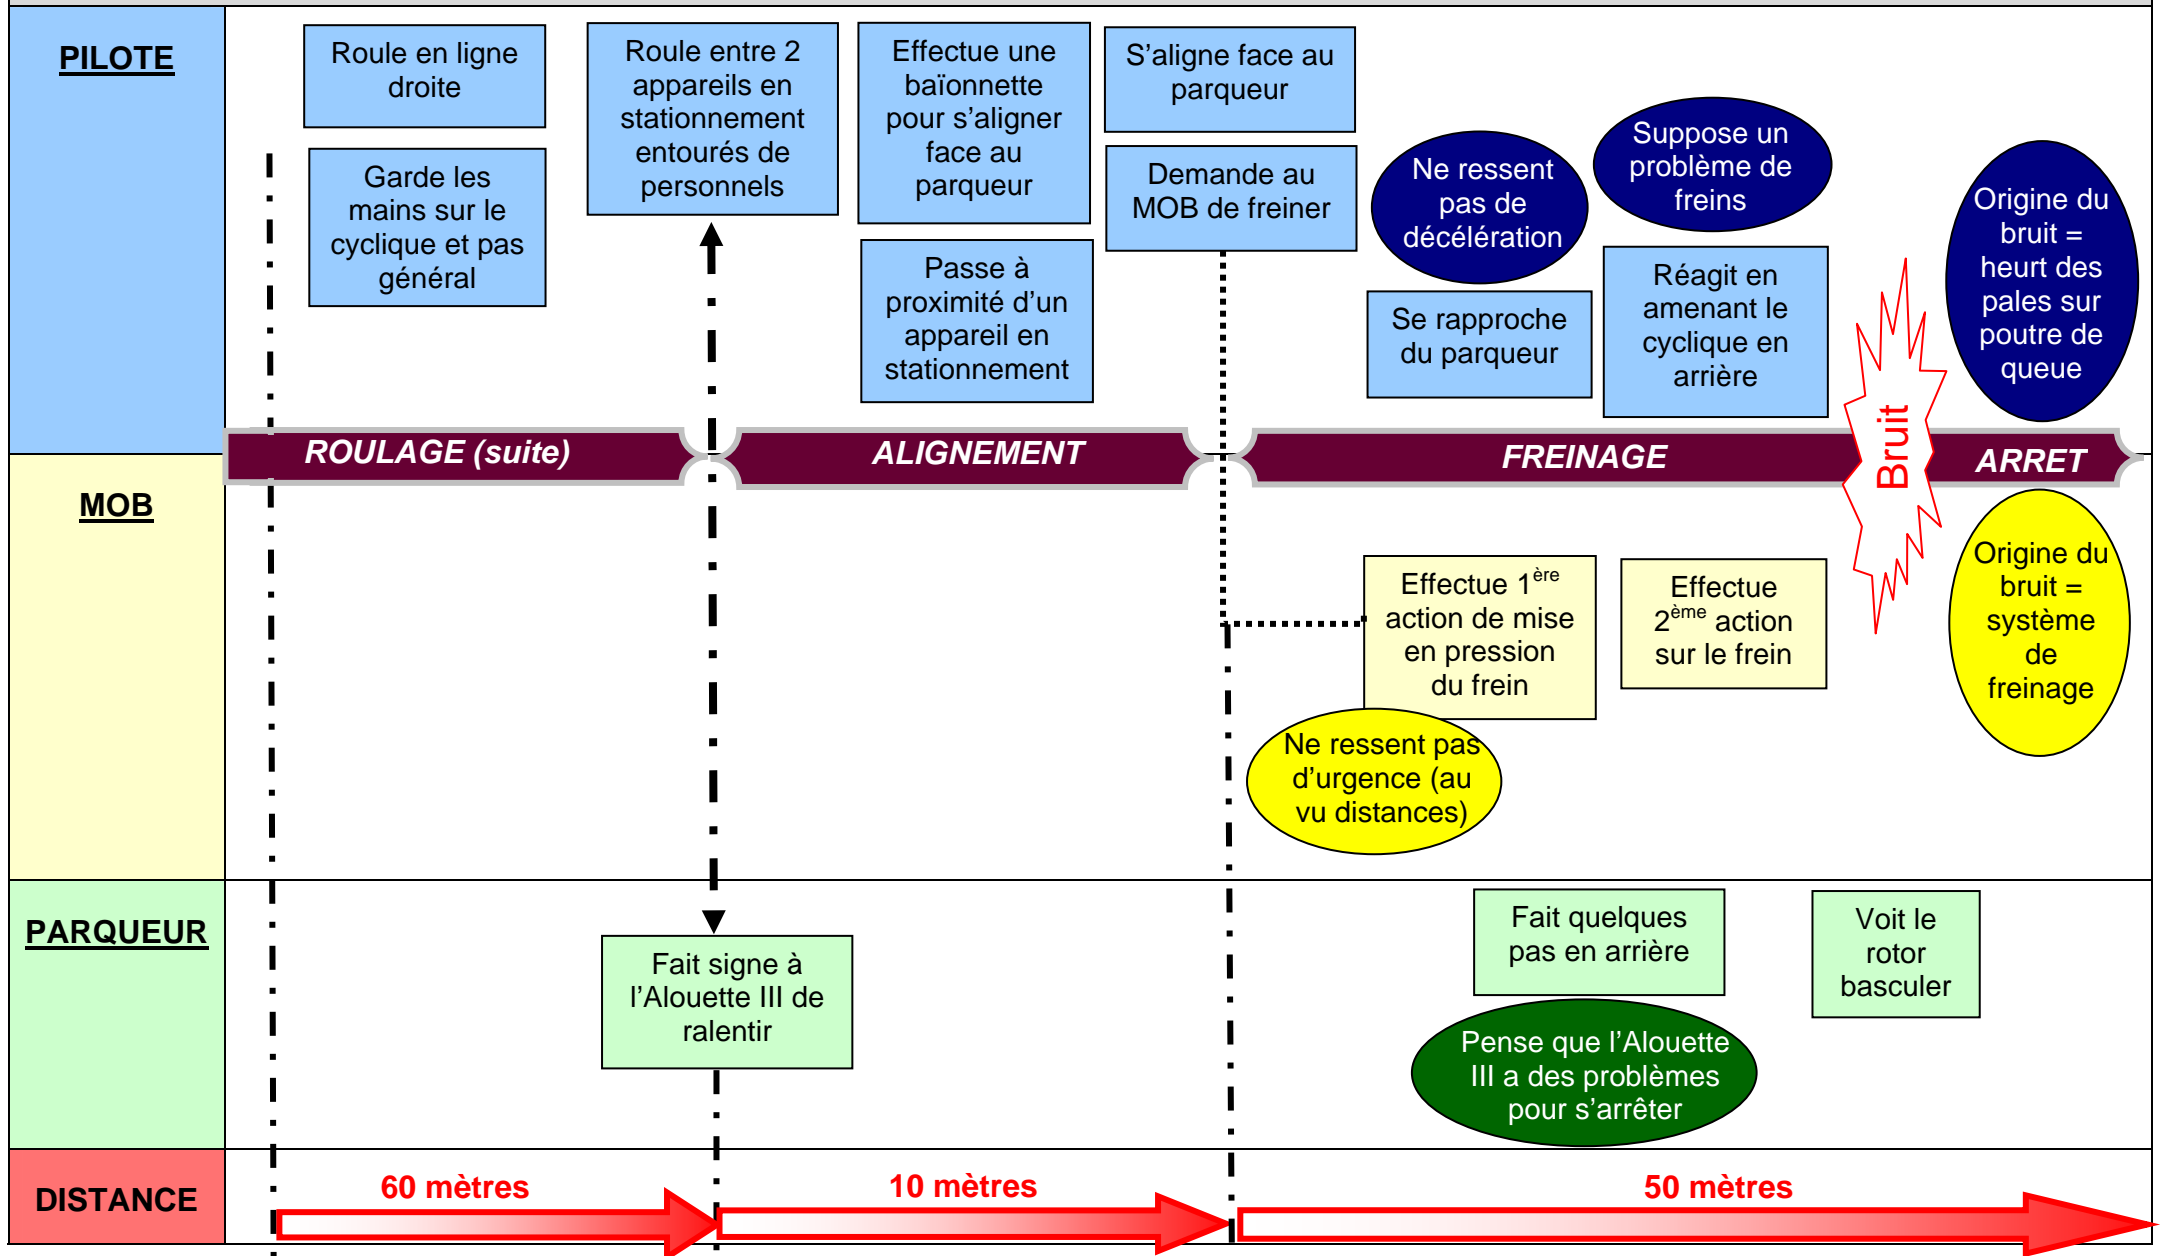 PILOTE
Roule en ligne
droite
Garde les
mains sur le
cyclique et pas
général
Roule entre 2
appareils en
stationnement
entourés de
personnels
Effectue une
baïonnette
pour s’aligner
face au
parqueur
Passe à
proximité d’un
appareil en
stationnement
S’aligne face au
parqueur
Demande au
MOB de freiner
Ne ressent
pas de
décélération
Se rapproche
du parqueur
Suppose un
problème de
freins
Réagit en
amenant le
cyclique en
arrière
Origine du
bruit =
heurt des
pales sur
poutre de
queue
ROULAGE (suite)
ALIGNEMENT
FREINAGE
Bruit
ARRET
MOB
Effectue 1ère
action de mise
en pression
du frein
Ne ressent pas
d’urgence (au
vu distances)
Effectue
2ème action
sur le frein
Origine du
bruit =
système
de
freinage
PARQUEUR
Fait signe à
l’Alouette III de
ralentir
Fait quelques
pas en arrière
Pense que l’Alouette
III a des problèmes
pour s’arrêter
Voit le
rotor
basculer
DISTANCE
60 mètres
10 mètres
50 mètres